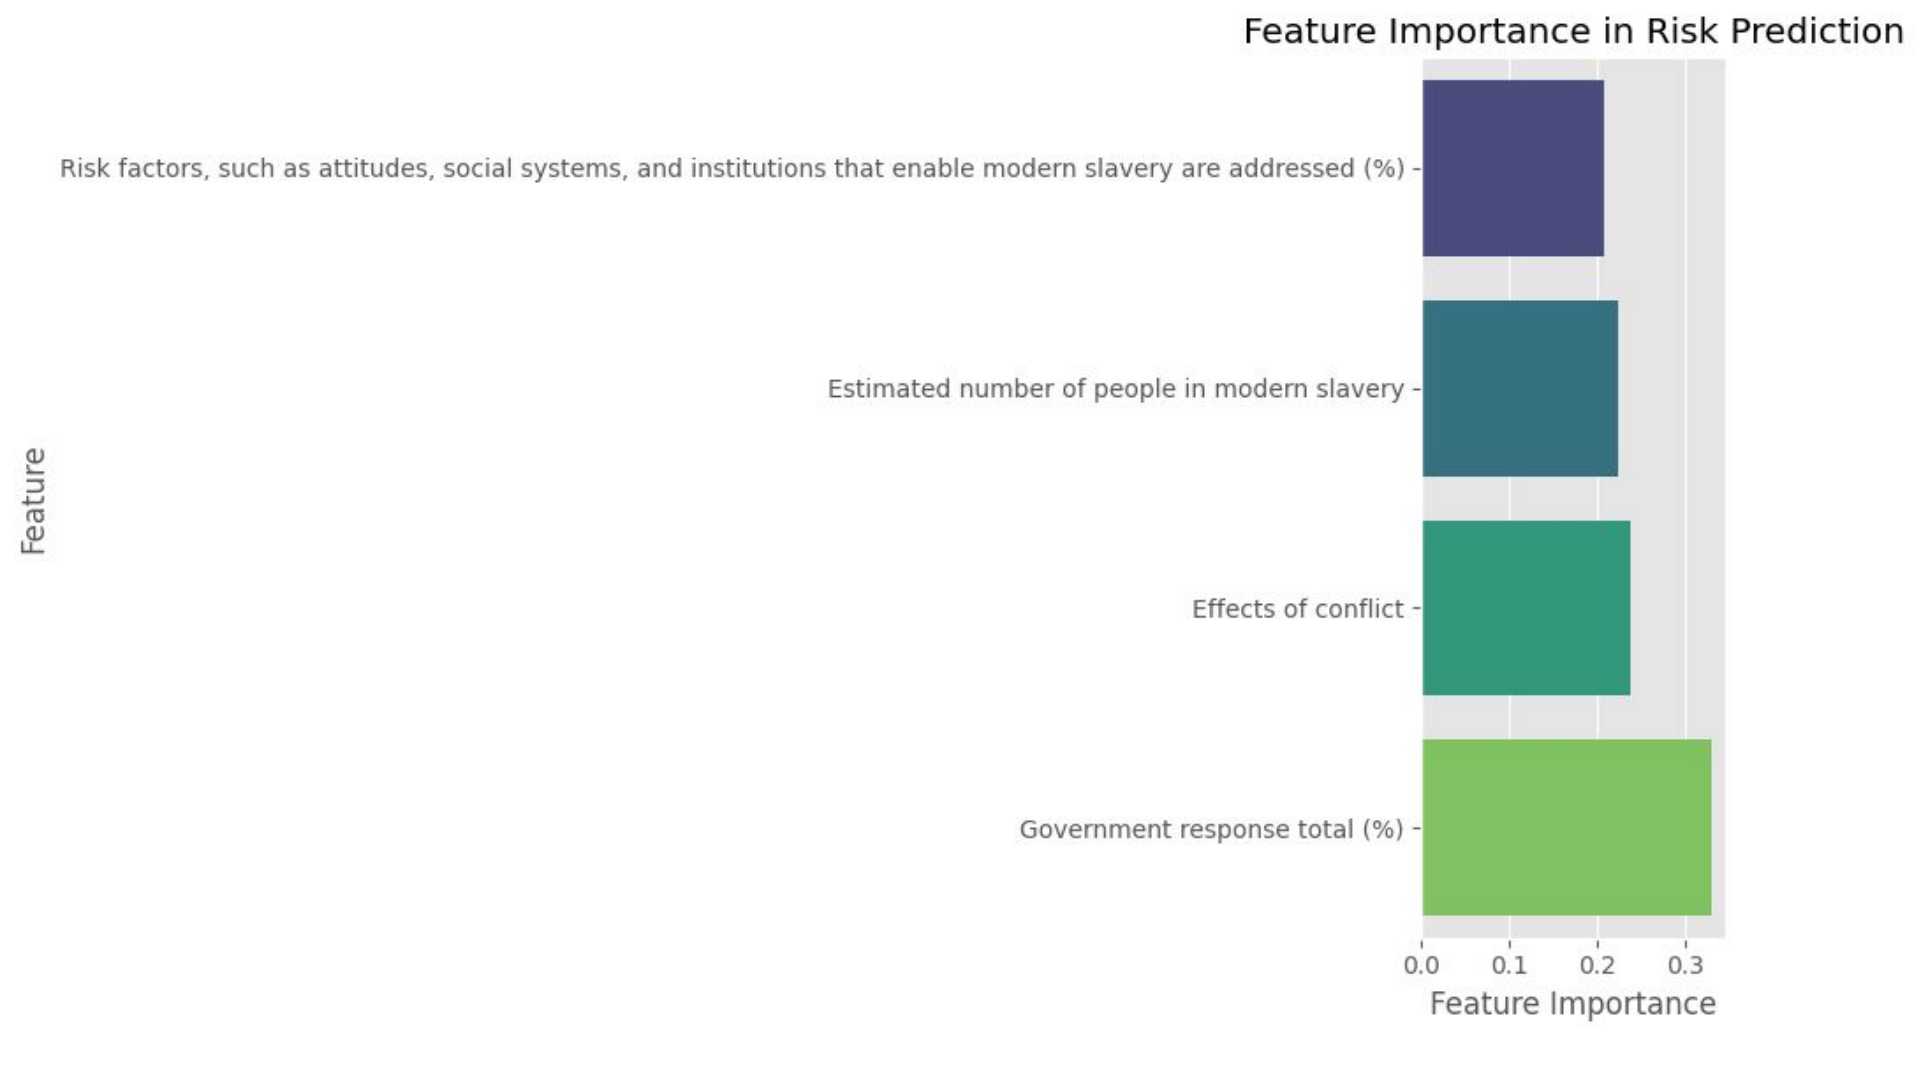 Feature Importance in Risk Prediction
Risk factors, such as attitudes, social systems, and institutions that enable modern slavery are addressed (%)
Estimated number of people in modern slavery
Feature
Effects of conflict
Government response total (%)
0.0 0.1 0.2 0.3
Feature Importance